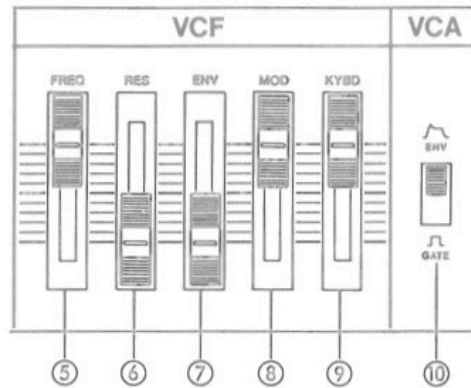 VCF VCA
FREQ RES ENV MOD KYBD
ENV
GATE
⑤ ⑥ ⑦ ⑧ ⑨ ⑩